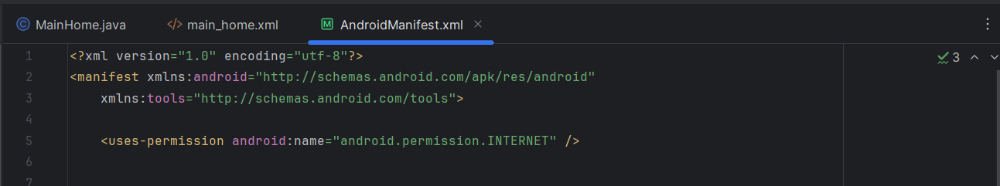 MainHome.java main_home.xml AndroidManifest.xml
1 <?xml version="1.0" encoding="utf-8"?> 3
2 <manifest xmlns:android="http://schemas.android.com/apk/res/android"
3 xmlns:tools="http://schemas.android.com/tools">
4
5 <uses-permission android:name="android.permission.INTERNET" />
6
7